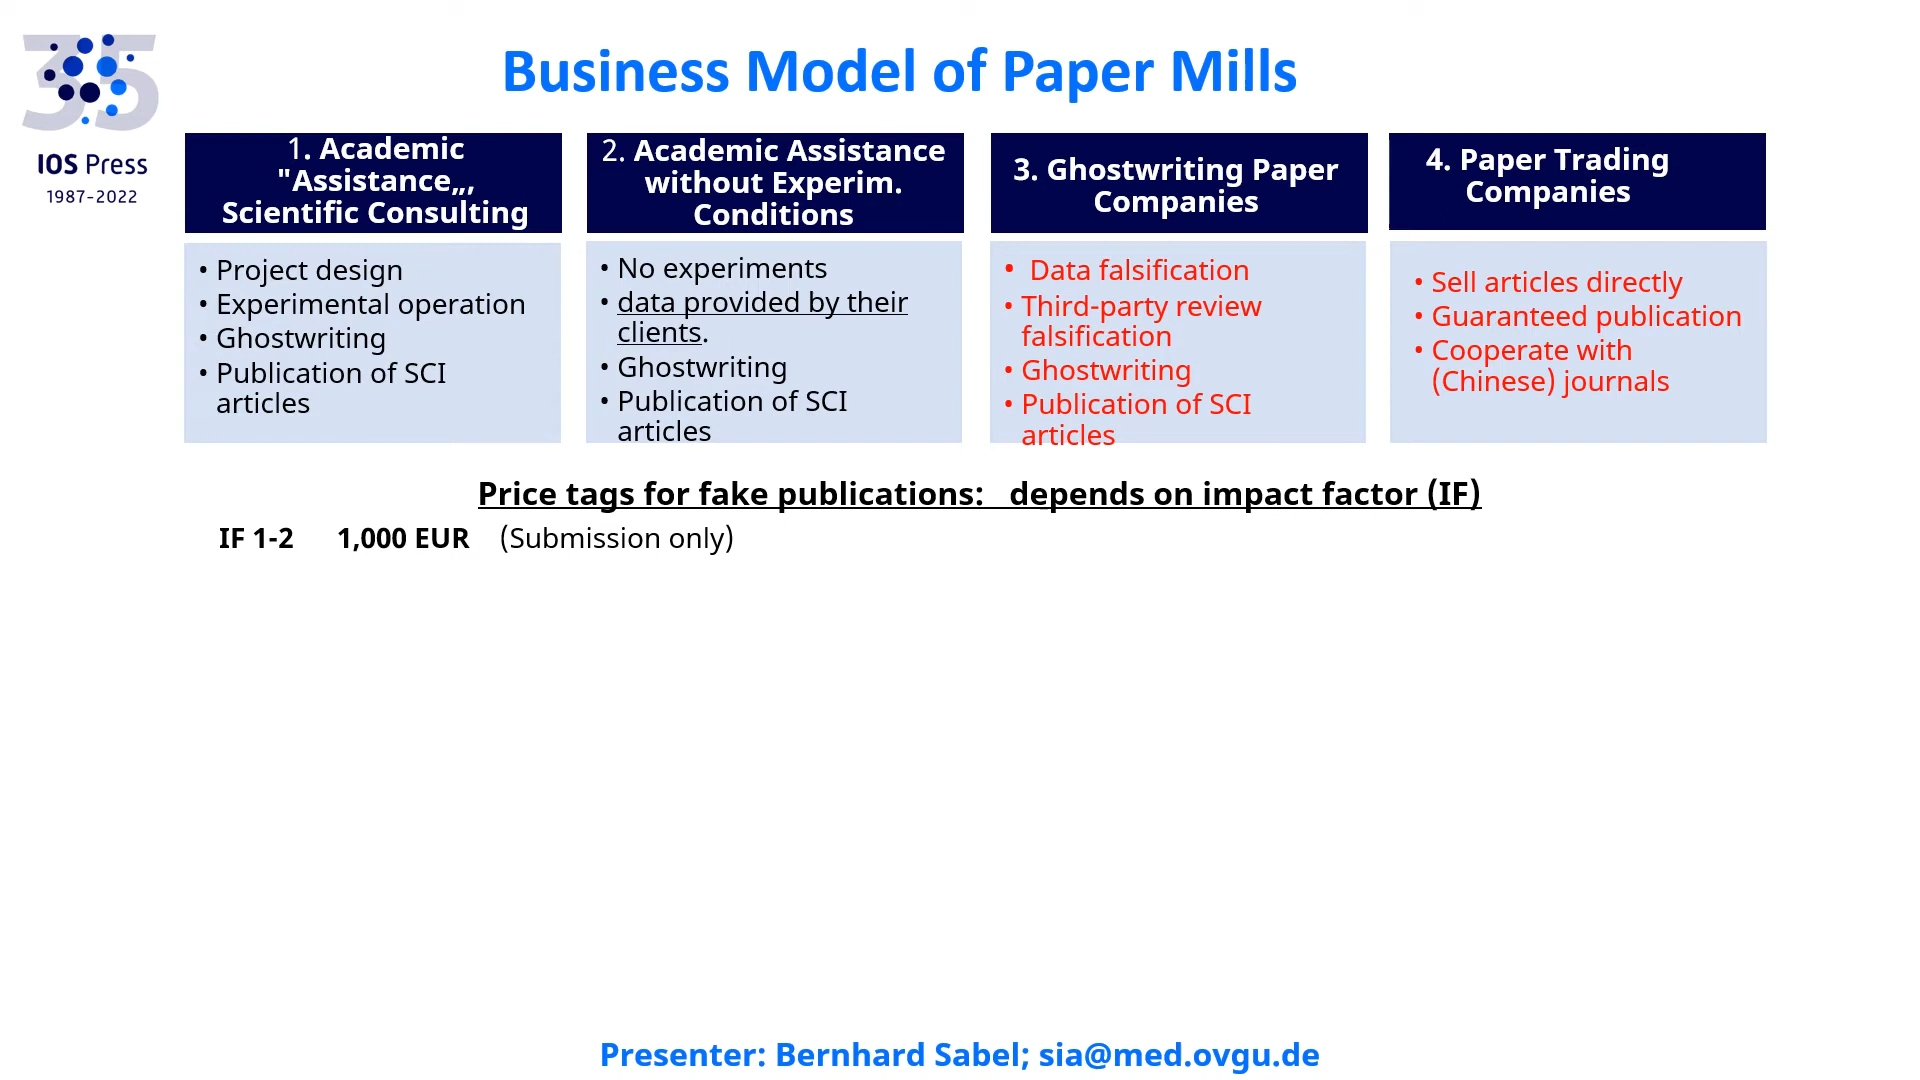 Business Model of Paper Mills
35
IOS Press
1987-2022
1. Academic
"Assistance„,
Scientific Consulting
• Project design
• Experimental operation
• Ghostwriting
• Publication of SCI
articles
2. Academic Assistance
without Experim.
Conditions
• No experiments
• data provided by their
clients.
• Ghostwriting
• Publication of SCI
articles
3. Ghostwriting Paper
Companies
• Data falsification
• Third-party review
falsification
• Ghostwriting
• Publication of SCI
articles
4. Paper Trading
Companies
• Sell articles directly
• Guaranteed publication
• Cooperate with
(Chinese) journals
Price tags for fake publications: depends on impact factor (IF)
IF 1-2 1,000 EUR (Submission only)
Presenter: Bernhard Sabel; sia@med.ovgu.de